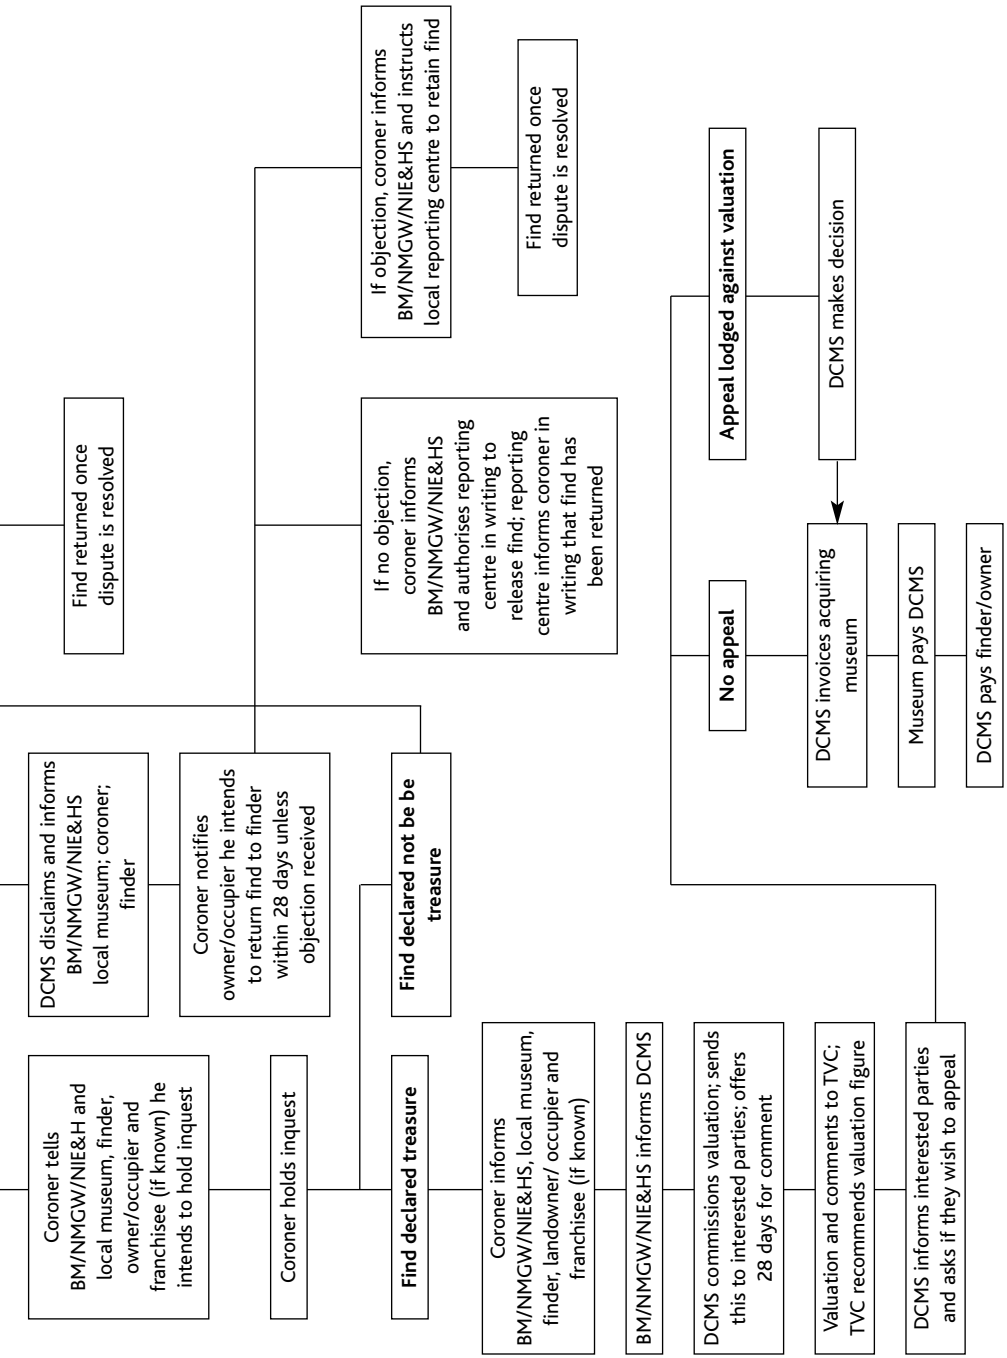 Coroner tells
BM/NMGW/NIE&H and
local museum, finder,
owner/occupier and
franchisee (if known) he
intends to hold inquest
Coroner holds inquest
Find declared treasure
Coroner informs
BM/NMGW/NIE&HS, local museum,
finder, landowner/ occupier and
franchisee (if known)
BM/NMGW/NIE&HS informs DCMS
DCMS commissions valuation; sends
this to interested parties; offers
28 days for comment
Valuation and comments to TVC;
TVC recommends valuation figure
DCMS informs interested parties
and asks if they wish to appeal
DCMS disclaims and informs
BM/NMGW/NIE&HS
local museum; coroner;
finder
Coroner notifies
owner/occupier he intends
to return find to finder
within 28 days unless
objection received
Find declared not be be
treasure
Find returned once
dispute is resolved
If no objection,
coroner informs
BM/NMGW/NIE&HS
and authorises reporting
centre in writing to
release find; reporting
centre informs coroner in
writing that find has
been returned
If objection, coroner informs
BM/NMGW/NIE&HS and instructs
local reporting centre to retain find
Find returned once
dispute is resolved
No appeal
DCMS invoices acquiring
museum
Museum pays DCMS
DCMS pays finder/owner
Appeal lodged against valuation
DCMS makes decision